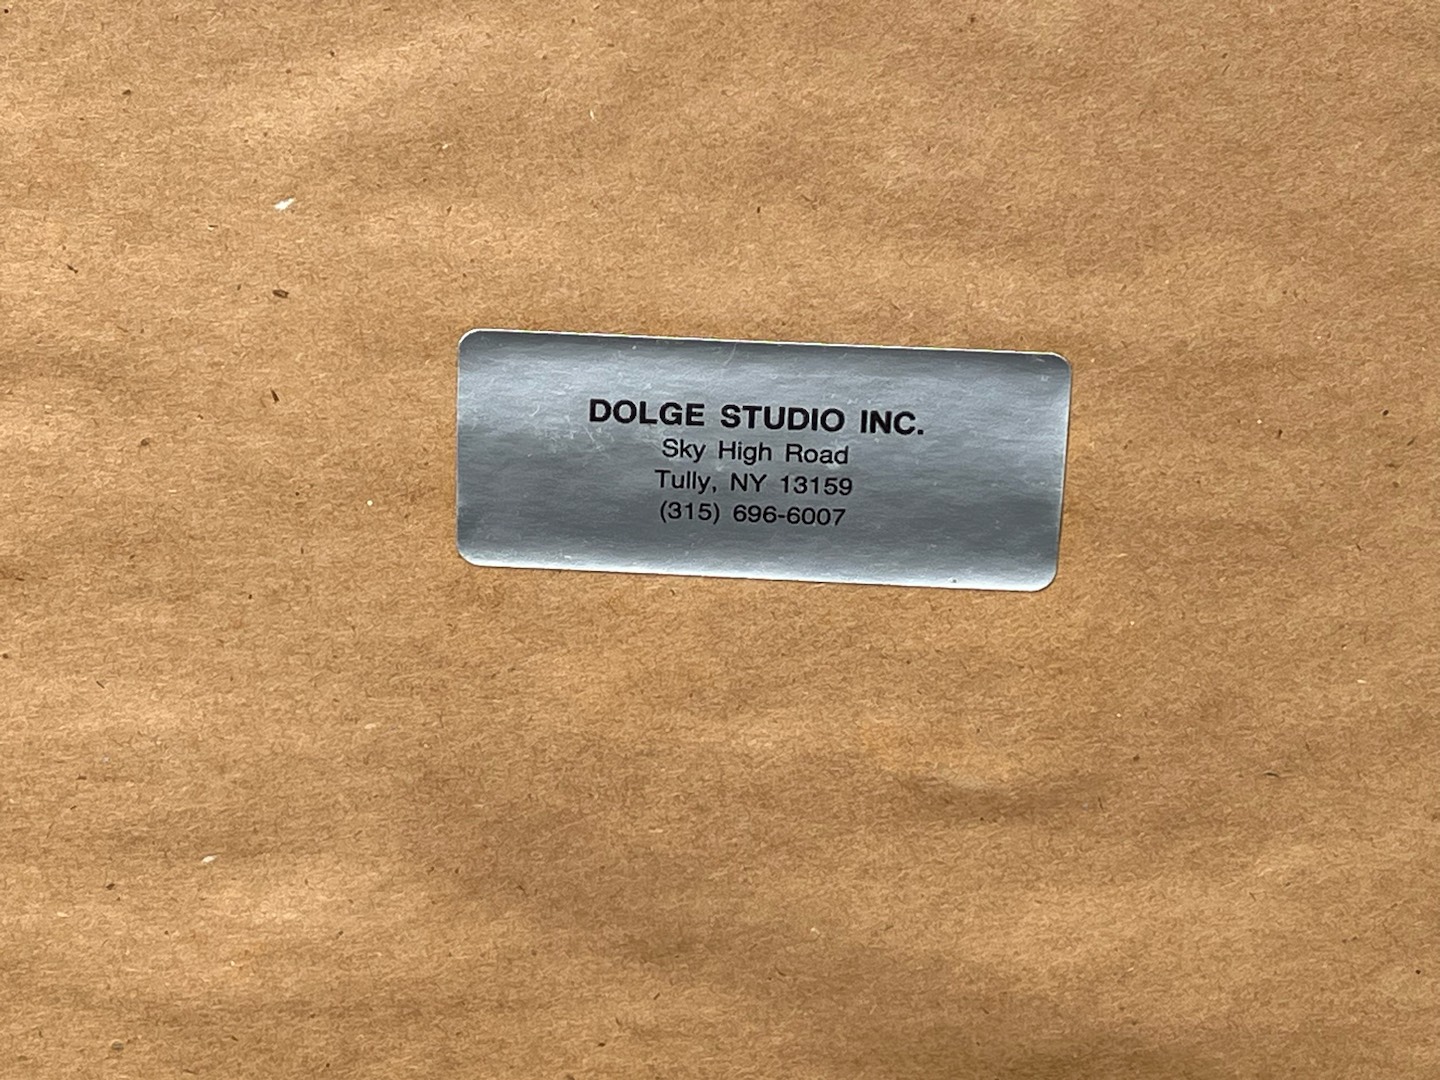 DOLGE STUDIO INC.
Sky High Road
Tully, NY 13159
(315) 696-6007